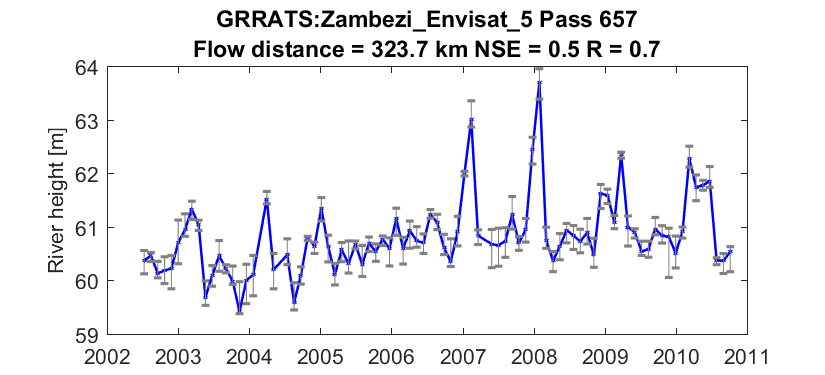 GRRATS:Zambezi_Envisat_5 Pass 657
Flow distance = 323.7 km NSE = 0.5 R = 0.7
River height [m]
64
63
62
61
60
59
2002 2003 2004 2005 2006 2007 2008 2009 2010 2011